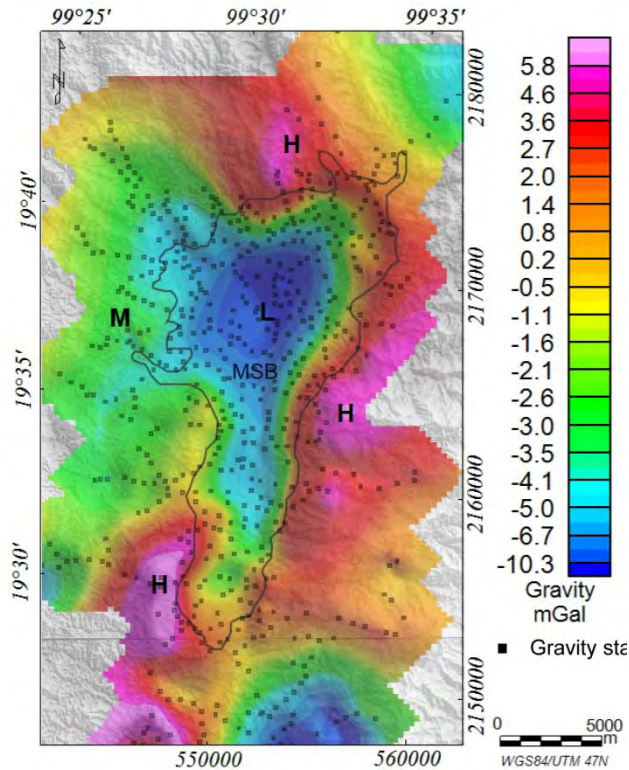 99°25' 99°30' 99°35'
N
5.8
4.6
3.6
2.7
2.0
1.4
0.8
0.2
-0.5
-1.1
-1.6
-2.1
-2.6
-3.1
-3.5
-4.1
-5.0
-6.7
-10.3
Gravity
mGal
Gravity sta
0 5000
m
WGS84/UTM 47N
H
M
L
MSB
H
H
19°40'
19°35'
19°30'
2180000
2170000
2160000
2150000
550000 560000